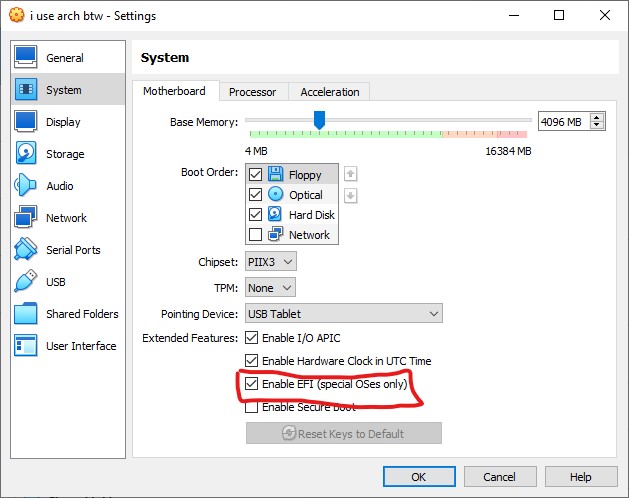 i use arch btw - Settings
General
System
Display
Storage
Audio
Network
Serial Ports
USB
Shared Folders
User Interface
System
Motherboard Processor Acceleration
Base Memory: 4096 MB
4 MB 16384 MB
Boot Order: Floppy
Optical
Hard Disk
Network
Chipset: PIIX3
TPM: None
Pointing Device: USB Tablet
Extended Features: Enable I/O APIC
Enable Hardware Clock in UTC Time
Enable EFI (special OSes only)
Enable Secure Boot
Reset Keys to Default
OK Cancel Help